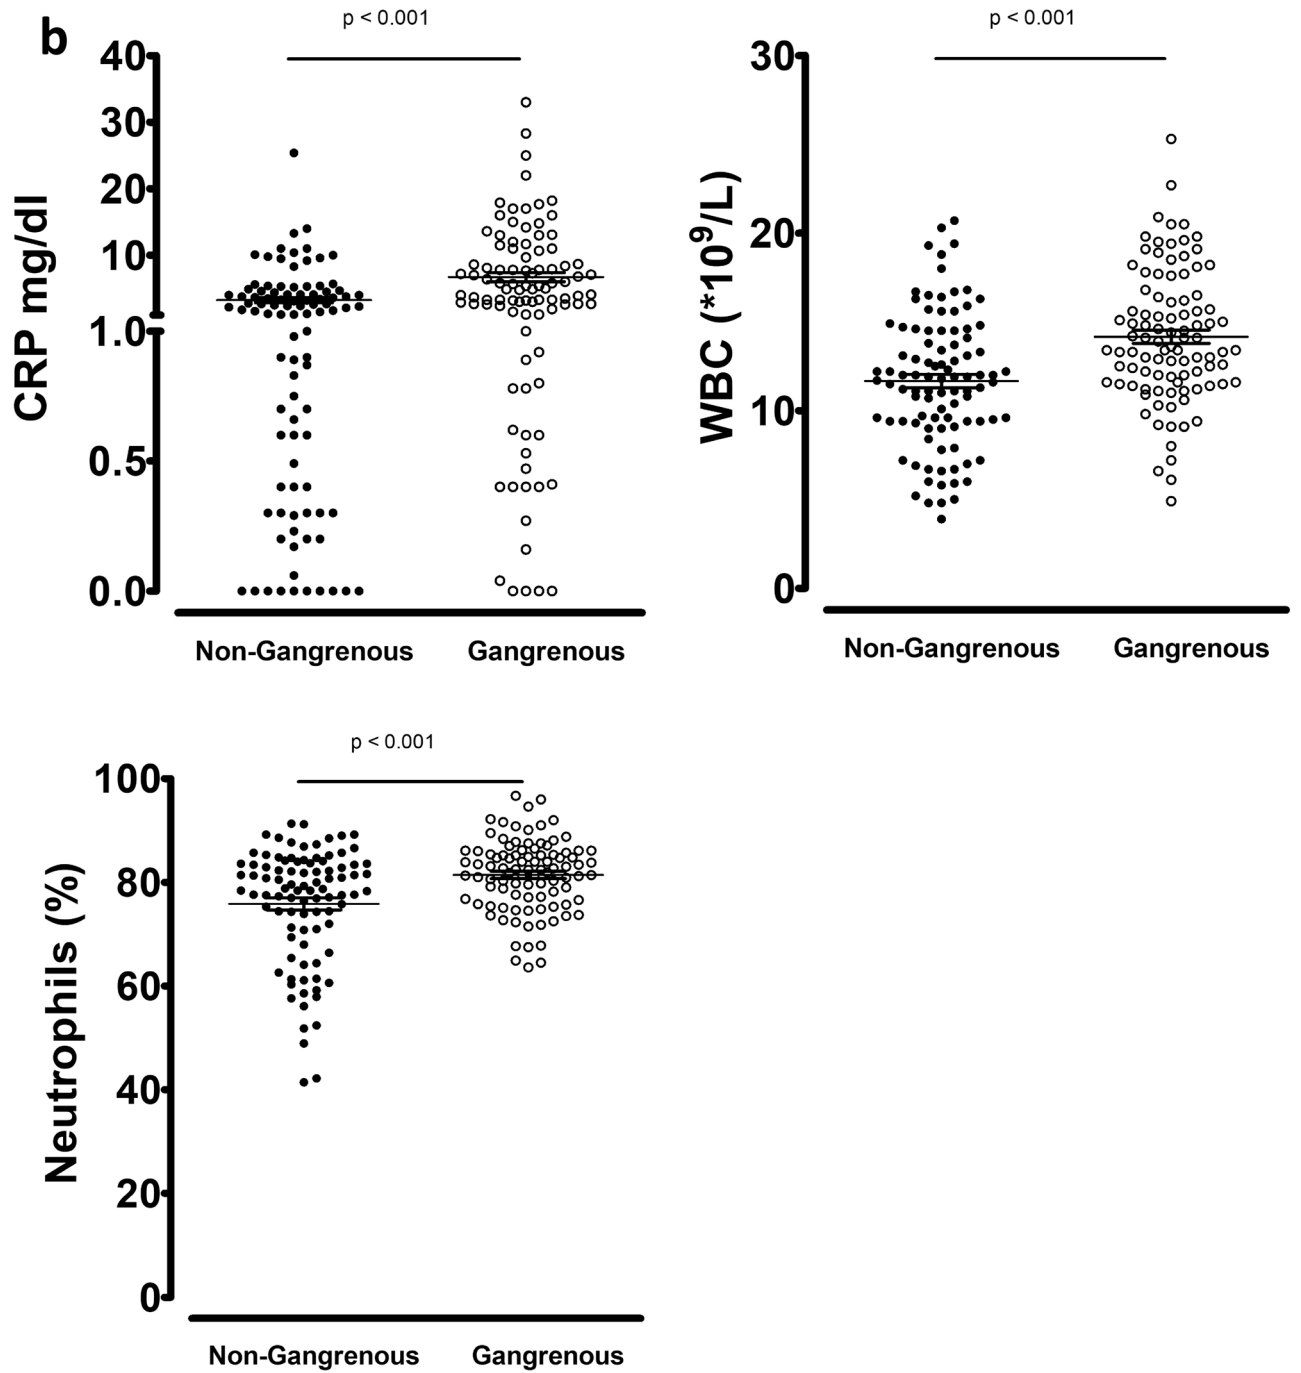 b
p < 0.001
CRP mg/dl
40
30
20
10
1.0
0.5
0.0
Non-Gangrenous
Gangrenous
p < 0.001
WBC (*10⁹/L)
30
20
10
0
Non-Gangrenous
Gangrenous
p < 0.001
Neutrophils (%)
100
80
60
40
20
0
Non-Gangrenous
Gangrenous